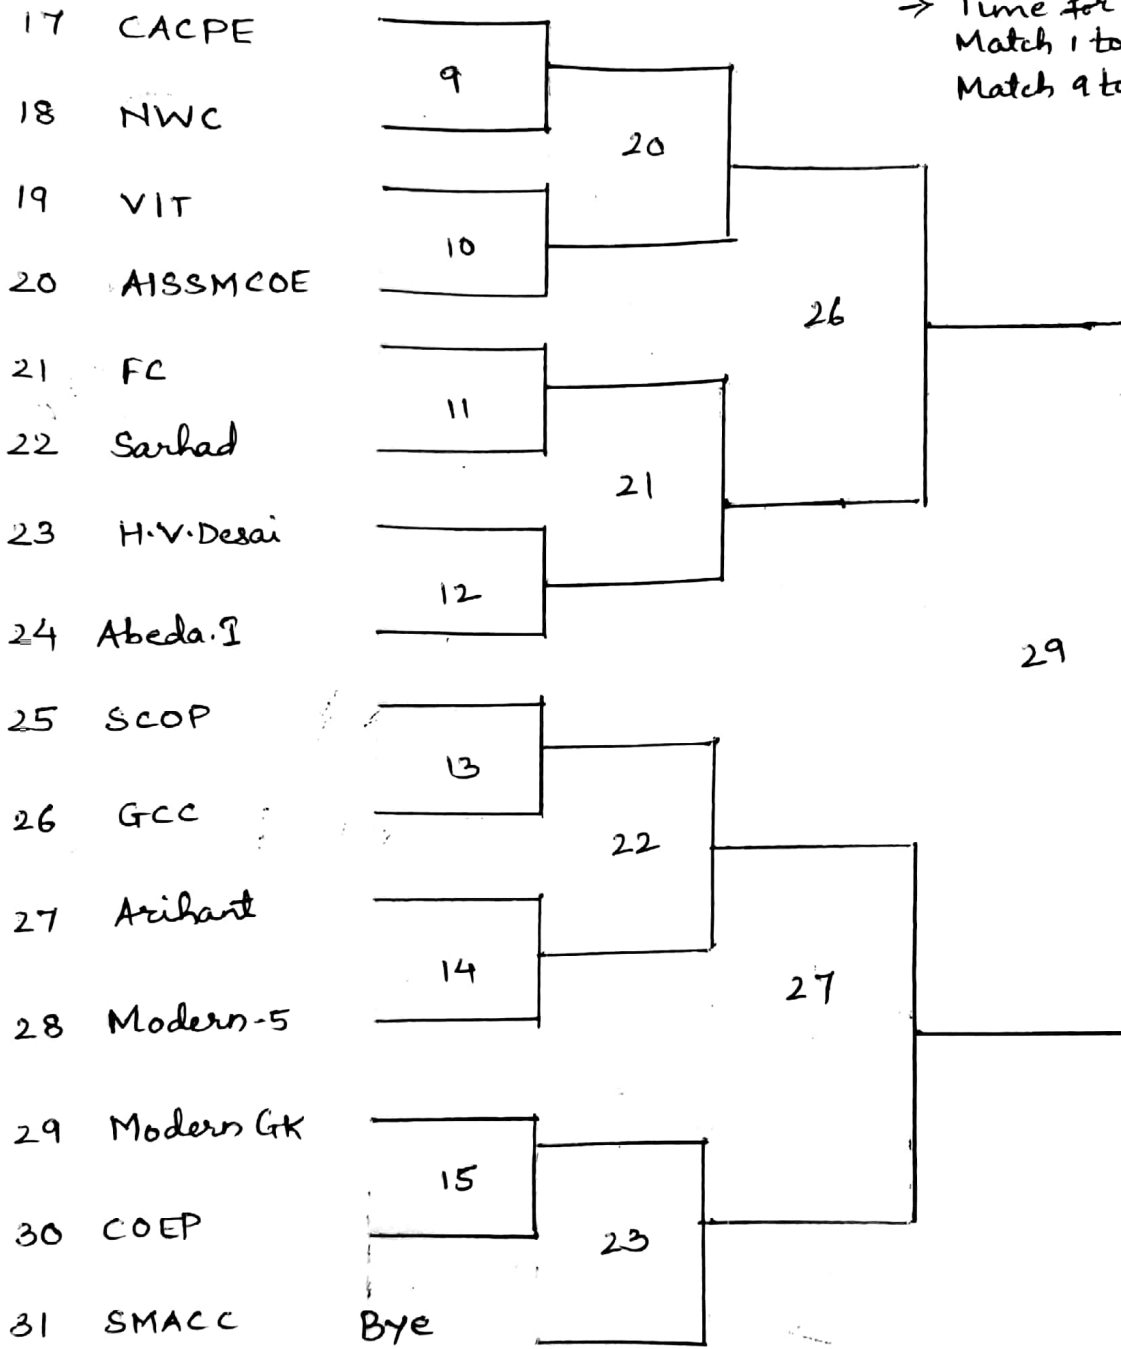 17 CACPE
→ Time for
Match 1 to
Match 9 to
9
18 NWC
20
19 VIT
10
20 AISSMCOE
26
21 FC
11
22 Sarhad
21
23 H.V.Desai
12
24 Abeda.I
29
25 SCOP
13
26 GCC
22
27 Arihant
14
27
28 Modern-5
29 Modern GK
15
30 COEP
23
31 SMACC Bye